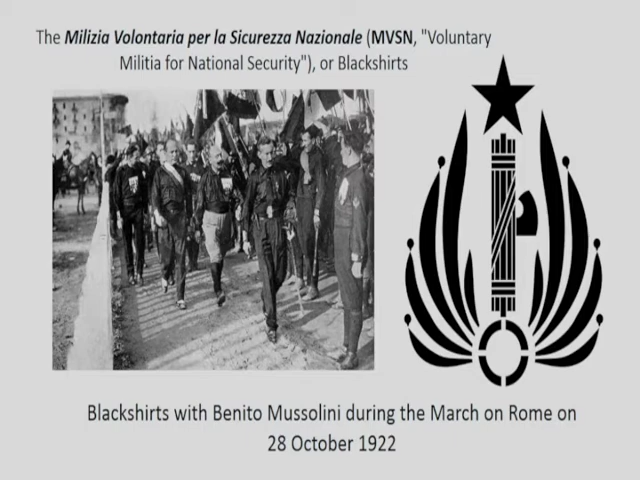 The Milizia Volontaria per la Sicurezza Nazionale (MVSN, "Voluntary
Militia for National Security"), or Blackshirts
Blackshirts with Benito Mussolini during the March on Rome on
28 October 1922